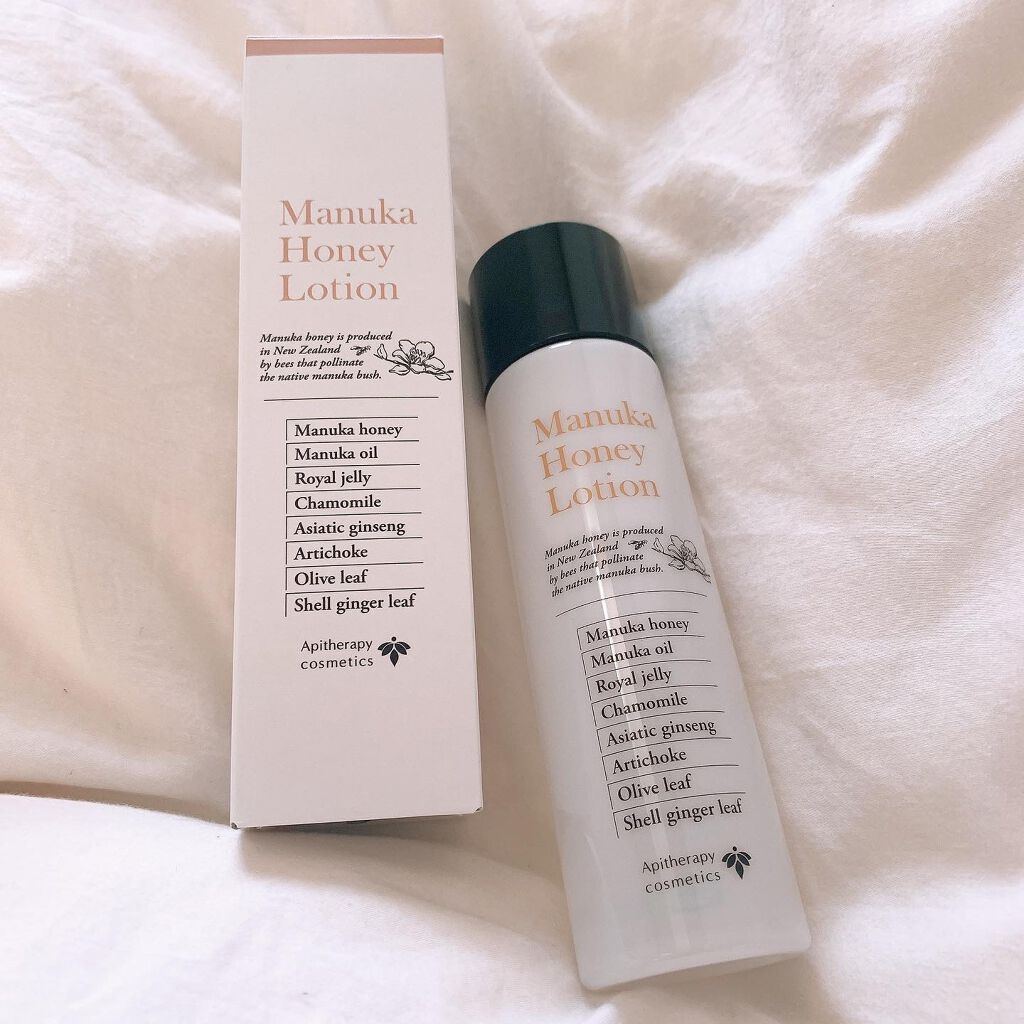 Manuka
Honey
Lotion
Manuka honey is produced
in New Zealand
by bees that pollinate
the native manuka bush.
Manuka honey
Manuka oil
Royal jelly
Chamomile
Asiatic ginseng
Artichoke
Olive leaf
Shell ginger leaf
Apitherapy
cosmetics
Manuka
Honey
Lotion
Manuka honey is produced
in New Zealand
by bees that pollinate
the native manuka bush.
Manuka honey
Manuka oil
Royal jelly
Chamomile
Asiatic ginseng
Artichoke
Olive leaf
Shell ginger leaf
Apitherapy
cosmetics